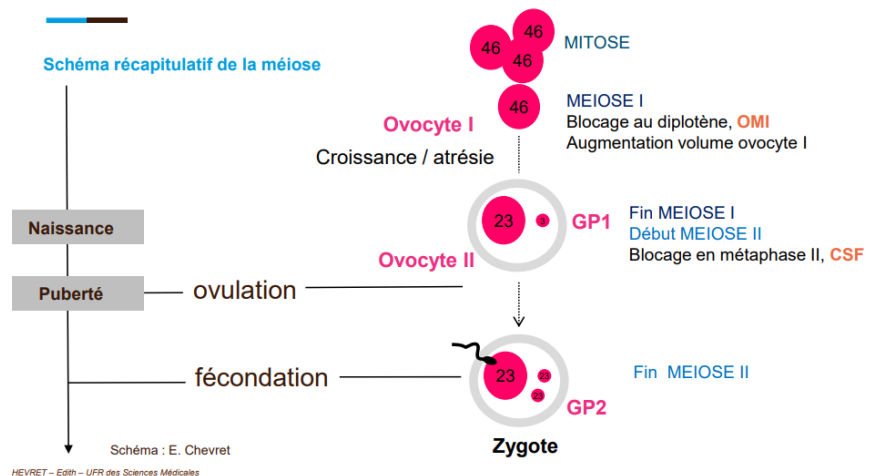 Schéma récapitulatif de la méiose
46
46
46
MITOSE
46
Ovocyte I
MEIOSE I
Blocage au diplotène, OMI
Augmentation volume ovocyte I
Croissance / atrésie
Naissance
23
3
GP1
Fin MEIOSE I
Début MEIOSE II
Blocage en métaphase II, CSF
Ovocyte II
Puberté
ovulation
fécondation
23
23
23
GP2
Fin MEIOSE II
Zygote
Schéma : E. Chevret
HEVRET – Edith – UFR des Sciences Médicales